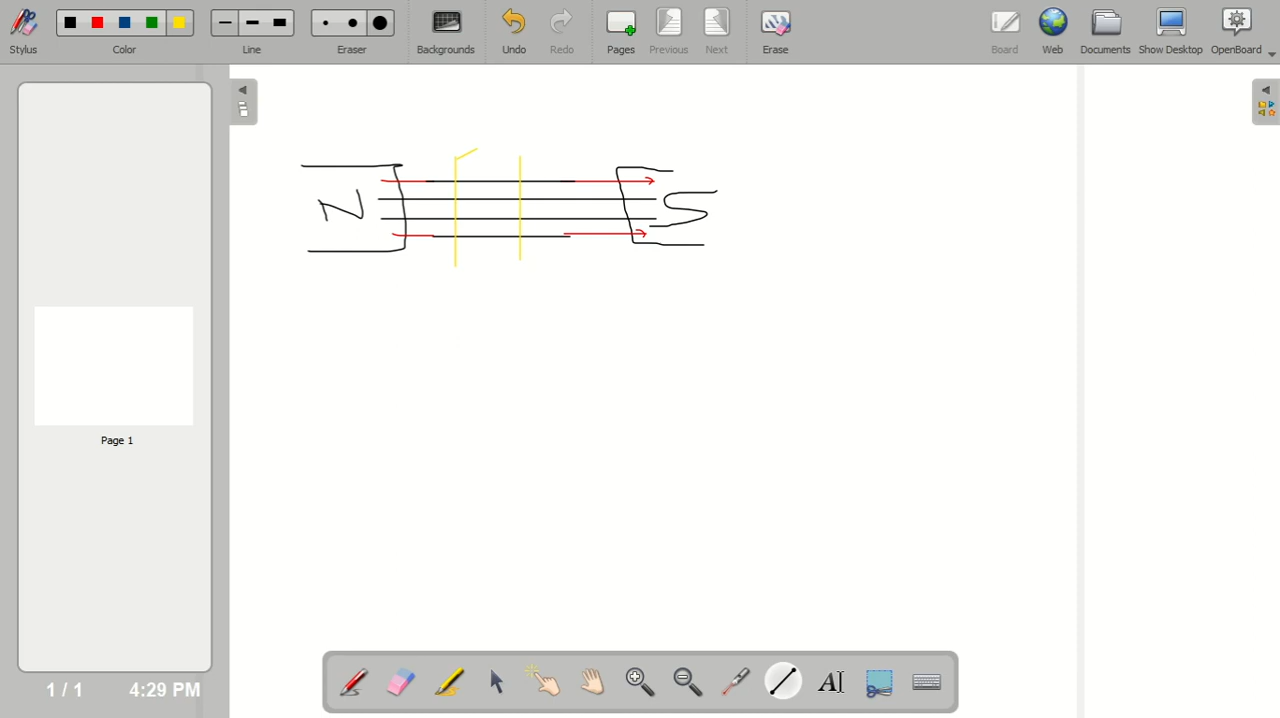 Stylus Color Line Eraser Backgrounds Undo Redo Pages Previous Next Erase Board Web Documents Show Desktop OpenBoard
N S
Page 1
1 / 1 4:29 PM
AI